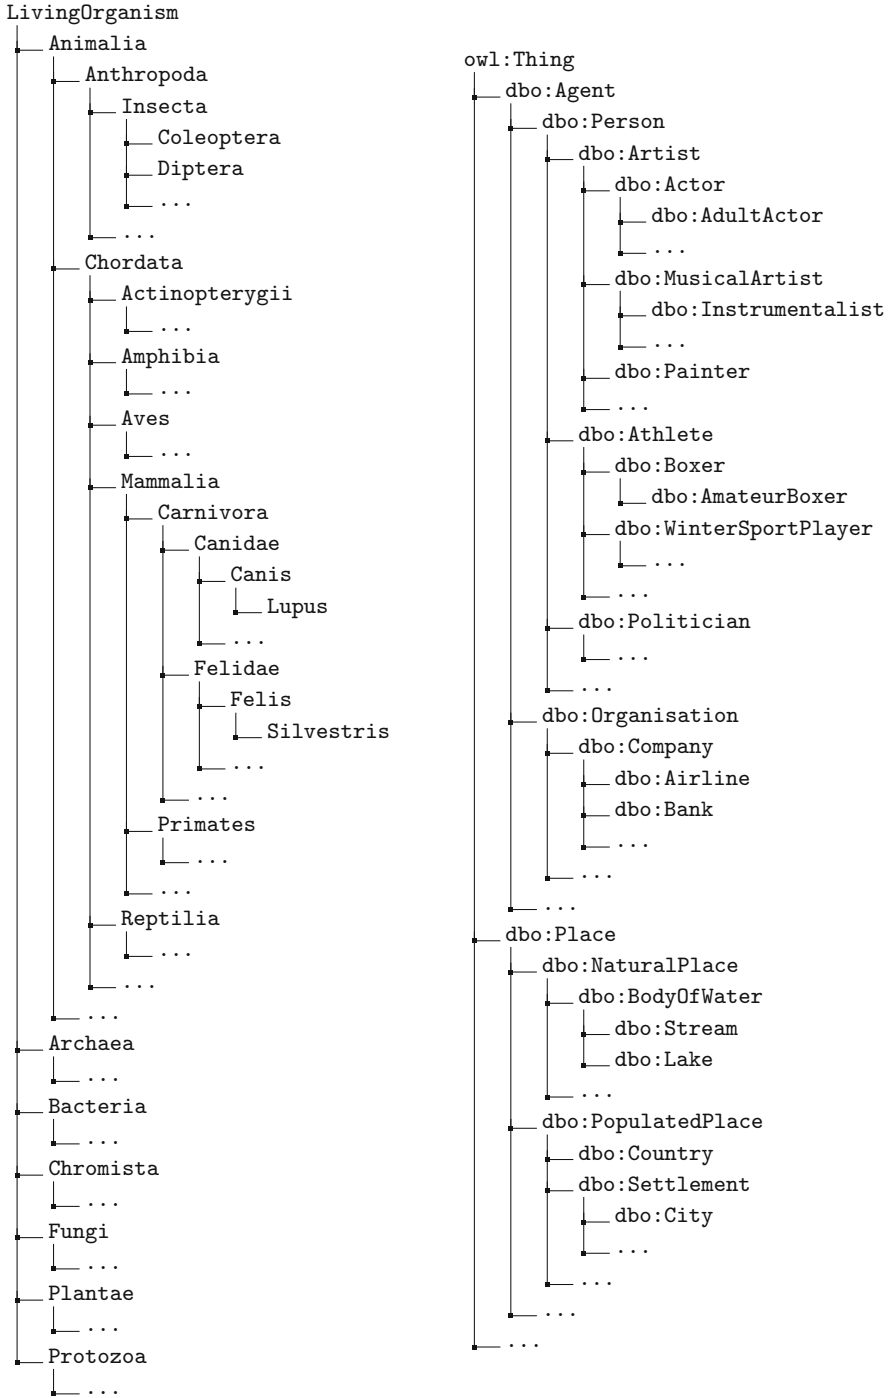 LivingOrganism
Animalia
Anthropoda
Insecta
Coleoptera
Diptera
...
...
Chordata
Actinopterygii
...
Amphibia
...
Aves
...
Mammalia
Carnivora
Canidae
Canis
Lupus
...
Felidae
Felis
Silvestris
...
...
Primates
...
...
Reptilia
...
...
...
Archaea
...
Bacteria
...
Chromista
...
Fungi
...
Plantae
...
Protozoa
...
owl:Thing
dbo:Agent
dbo:Person
dbo:Artist
dbo:Actor
dbo:AdultActor
...
dbo:MusicalArtist
dbo:Instrumentalist
...
dbo:Painter
...
dbo:Athlete
dbo:Boxer
dbo:AmateurBoxer
dbo:WinterSportPlayer
...
...
dbo:Politician
...
...
dbo:Organisation
dbo:Company
dbo:Airline
dbo:Bank
...
...
...
dbo:Place
dbo:NaturalPlace
dbo:BodyOfWater
dbo:Stream
dbo:Lake
...
dbo:PopulatedPlace
dbo:Country
dbo:Settlement
dbo:City
...
...
...
...